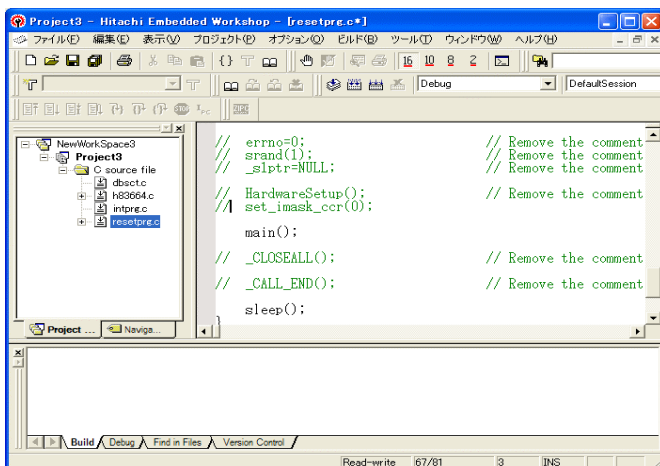 Project3 - Hitachi Embedded Workshop - [resetprg.c*]
ファイル(F) 編集(E) 表示(V) プロジェクト(P) オプション(O) ビルド(B) ツール(T) ウィンドウ(W) ヘルプ(H)
16 10 8 2
Debug DefaultSession
NewWorkSpace3
Project3
C source file
dbsct.c
h83664.c
intprg.c
resetprg.c
Project ... Naviga...
// errno=0; // Remove the comment
// srand(1); // Remove the comment
// _slptr=NULL; // Remove the comment
// HardwareSetup(); // Remove the comment
// set_imask_ccr(0);
main();
// _CLOSEALL(); // Remove the comment
// _CALL_END(); // Remove the comment
sleep();
}
Build Debug Find in Files Version Control
Read-write 67/81 3 INS